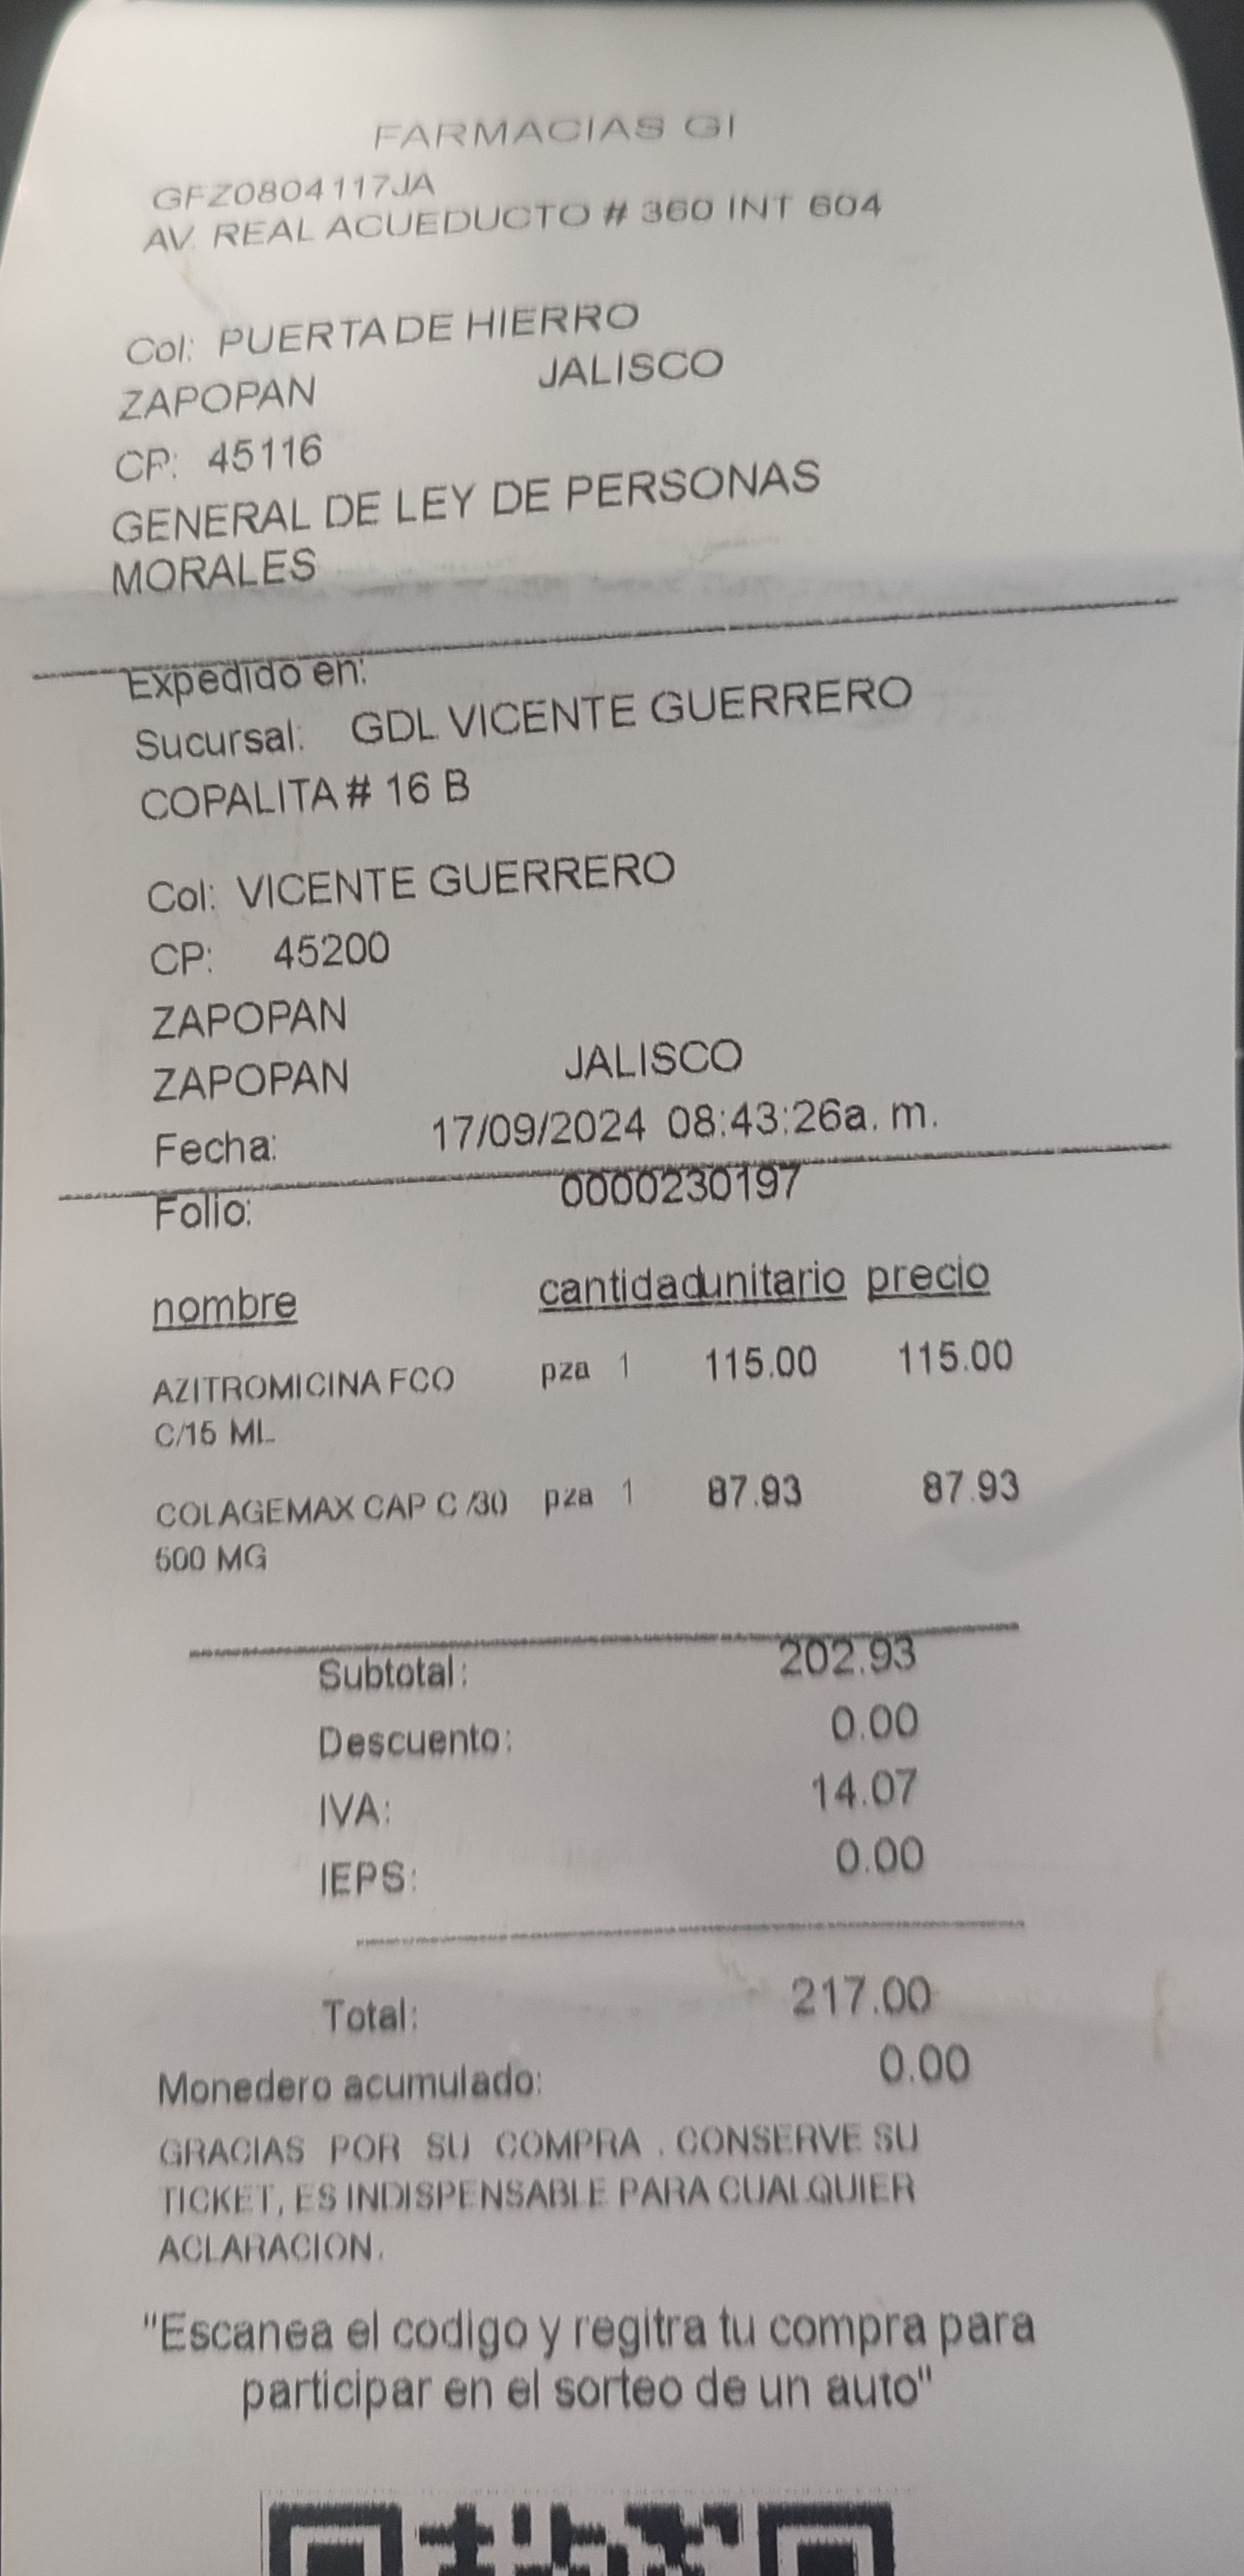 FARMACIAS GI
GFZ0804117JA
AV. REAL ACUEDUCTO # 360 INT 604
Col: PUERTA DE HIERRO
ZAPOPAN JALISCO
CP: 45116
GENERAL DE LEY DE PERSONAS
MORALES
Expedido en:
Sucursal: GDL VICENTE GUERRERO
COPALITA # 16 B
Col: VICENTE GUERRERO
CP: 45200
ZAPOPAN
ZAPOPAN JALISCO
Fecha: 17/09/2024 08:43:26a. m.
Folio: 0000230197
nombre cantidad unitario precio
AZITROMICINA FCO pza 1 115.00 115.00
C/15 ML
COLAGEMAX CAP C/30 pza 1 87.93 87.93
500 MG
Subtotal: 202.93
Descuento: 0.00
IVA: 14.07
IEPS: 0.00
Total: 217.00
Monedero acumulado: 0.00
GRACIAS POR SU COMPRA . CONSERVE SU
TICKET, ES INDISPENSABLE PARA CUALQUIER
ACLARACION.
"Escanea el codigo y regitra tu compra para
participar en el sorteo de un auto"